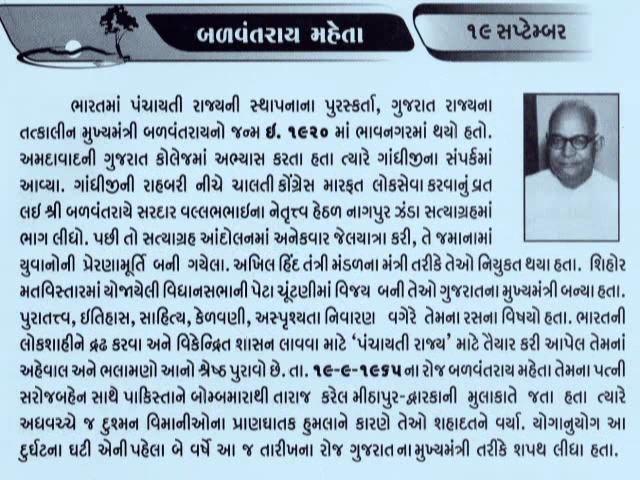 બળવંતરાય મહેતા
૧૯ સપ્ટેમ્બર
ભારતમાં પંચાયતી રાજ્યની સ્થાપનાના પુરસ્કર્તા, ગુજરાત રાજ્યના
તત્કાલીન મુખ્યમંત્રી બળવંતરાયનો જન્મ ઈ. ૧૯૨૦ માં ભાવનગરમાં થયો હતો.
અમદાવાદની ગુજરાત કોલેજમાં અભ્યાસ કરતા હતા ત્યારે ગાંધીજીના સંપર્કમાં
આવ્યા. ગાંધીજીની રાહબરી નીચે ચાલતી કોંગ્રેસ મારફત લોકસેવા કરવાનું વ્રત
લઇ શ્રી બળવંતરાયે સરદાર વલ્લભભાઈના નેતૃત્ત્વ હેઠળ નાગપુર ઝંડા સત્યાગ્રહમાં
ભાગ લીધો. પછી તો સત્યાગ્રહ આંદોલનમાં અનેકવાર જેલયાત્રા કરી, તે જમાનામાં
યુવાનોની પ્રેરણામૂર્તિ બની ગયેલા. અખિલ હિંદ તંત્રી મંડળના મંત્રી તરીકે તેઓ નિયુકત થયા હતા. શિહોર
મતવિસ્તારમાં યોજાયેલી વિધાનસભાની પેટા ચૂંટણીમાં વિજય બની તેઓ ગુજરાતના મુખ્યમંત્રી બન્યા હતા.
પુરાતત્ત્વ, ઈતિહાસ, સાહિત્ય, કેળવણી, અસ્પૃશ્યતા નિવારણ વગેરે તેમના રસના વિષયો હતા. ભારતની
લોકશાહીને દ્રઢ કરવા અને વિકેન્દ્રિત શાસન લાવવા માટે ‘પંચાયતી રાજ્ય’ માટે તૈયાર કરી આપેલ તેમનાં
અહેવાલ અને ભલામણો આનો શ્રેષ્ઠ પુરાવો છે. તા. ૧૯-૯-૧૯૬૫ ના રોજ બળવંતરાય મહેતા તેમના પત્ની
સરોજબહેન સાથે પાકિસ્તાને બોમ્બમારાથી તારાજ કરેલ મીઠાપુર-દ્વારકાની મુલાકાતે જતા હતા ત્યારે
અધવચ્ચે જ દુશ્મન વિમાનીઓના પ્રાણઘાતક હુમલાને કારણે તેઓ શહાદતને વર્યા. યોગાનુયોગ આ
દુર્ઘટના ઘટી એની પહેલા બે વર્ષે આ જ તારીખના રોજ ગુજરાત ના મુખ્યમંત્રી તરીકે શપથ લીધા હતા.